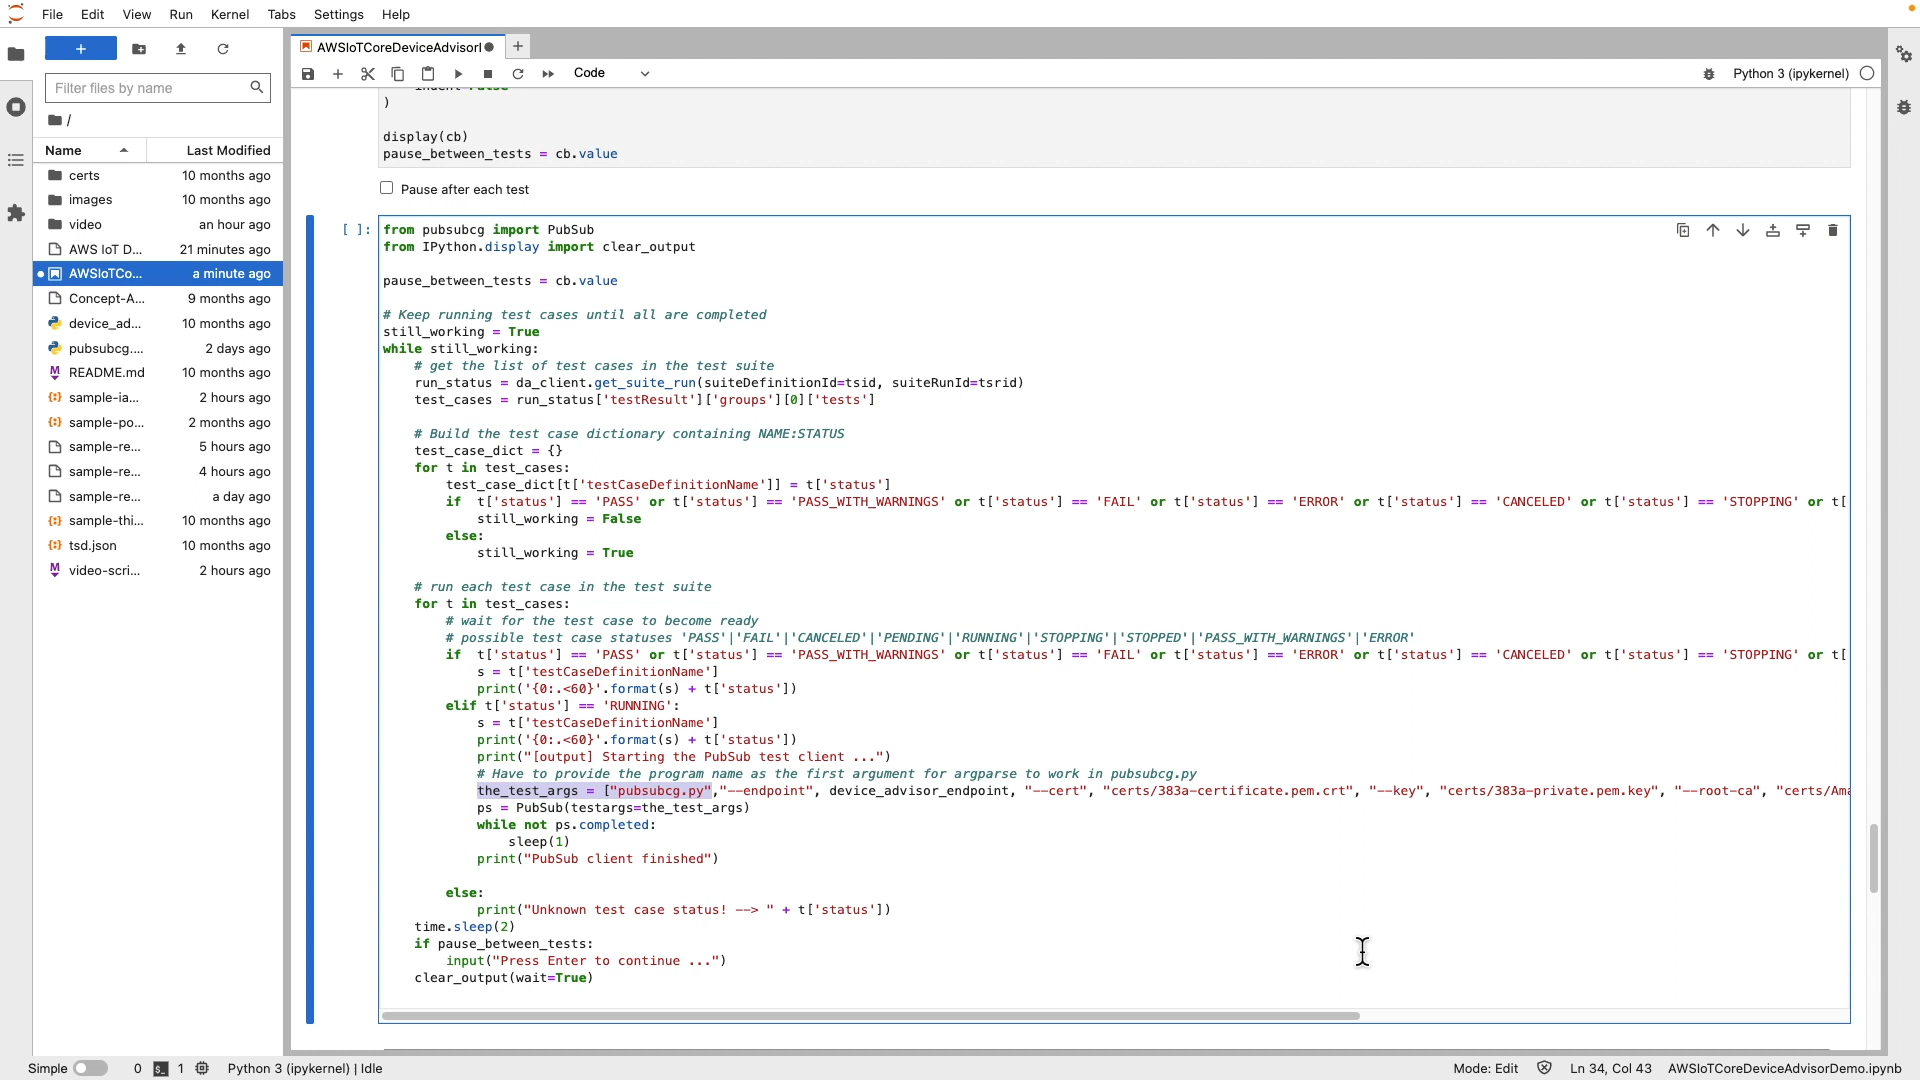 File Edit View Run Kernel Tabs Settings Help
AWSIoTCoreDeviceAdvisorI
Code
Python 3 (ipykernel)
Filter files by name
/
Name Last Modified
certs 10 months ago
images 10 months ago
video an hour ago
AWS IoT D... 21 minutes ago
AWSIoTCo... a minute ago
Concept-A... 9 months ago
device_ad... 10 months ago
pubsubcg.... 2 days ago
README.md 10 months ago
sample-ia... 2 hours ago
sample-po... 2 months ago
sample-re... 5 hours ago
sample-re... 4 hours ago
sample-re... a day ago
sample-thi... 10 months ago
tsd.json 10 months ago
video-scri... 2 hours ago
)
display(cb)
pause_between_tests = cb.value
Pause after each test
[ ]:
from pubsubcg import PubSub
from IPython.display import clear_output
pause_between_tests = cb.value
# Keep running test cases until all are completed
still_working = True
while still_working:
# get the list of test cases in the test suite
run_status = da_client.get_suite_run(suiteDefinitionId=tsid, suiteRunId=tsrid)
test_cases = run_status['testResult']['groups'][0]['tests']
# Build the test case dictionary containing NAME:STATUS
test_case_dict = {}
for t in test_cases:
test_case_dict[t['testCaseDefinitionName']] = t['status']
if t['status'] == 'PASS' or t['status'] == 'PASS_WITH_WARNINGS' or t['status'] == 'FAIL' or t['status'] == 'ERROR' or t['status'] == 'CANCELED' or t['status'] == 'STOPPING' or t[
still_working = False
else:
still_working = True
# run each test case in the test suite
for t in test_cases:
# wait for the test case to become ready
# possible test case statuses 'PASS'|'FAIL'|'CANCELED'|'PENDING'|'RUNNING'|'STOPPING'|'STOPPED'|'PASS_WITH_WARNINGS'|'ERROR'
if t['status'] == 'PASS' or t['status'] == 'PASS_WITH_WARNINGS' or t['status'] == 'FAIL' or t['status'] == 'ERROR' or t['status'] == 'CANCELED' or t['status'] == 'STOPPING' or t[
s = t['testCaseDefinitionName']
print('{0:.<60}'.format(s) + t['status'])
elif t['status'] == 'RUNNING':
s = t['testCaseDefinitionName']
print('{0:.<60}'.format(s) + t['status'])
print("[output] Starting the PubSub test client ...")
# Have to provide the program name as the first argument for argparse to work in pubsubcg.py
the_test_args = ["pubsubcg.py","--endpoint", device_advisor_endpoint, "--cert", "certs/383a-certificate.pem.crt", "--key", "certs/383a-private.pem.key", "--root-ca", "certs/Ama
ps = PubSub(testargs=the_test_args)
while not ps.completed:
sleep(1)
print("PubSub client finished")
else:
print("Unknown test case status! --> " + t['status'])
time.sleep(2)
if pause_between_tests:
input("Press Enter to continue ...")
clear_output(wait=True)
Simple 0 1 Python 3 (ipykernel) | Idle Mode: Edit Ln 34, Col 43 AWSIoTCoreDeviceAdvisorDemo.ipynb